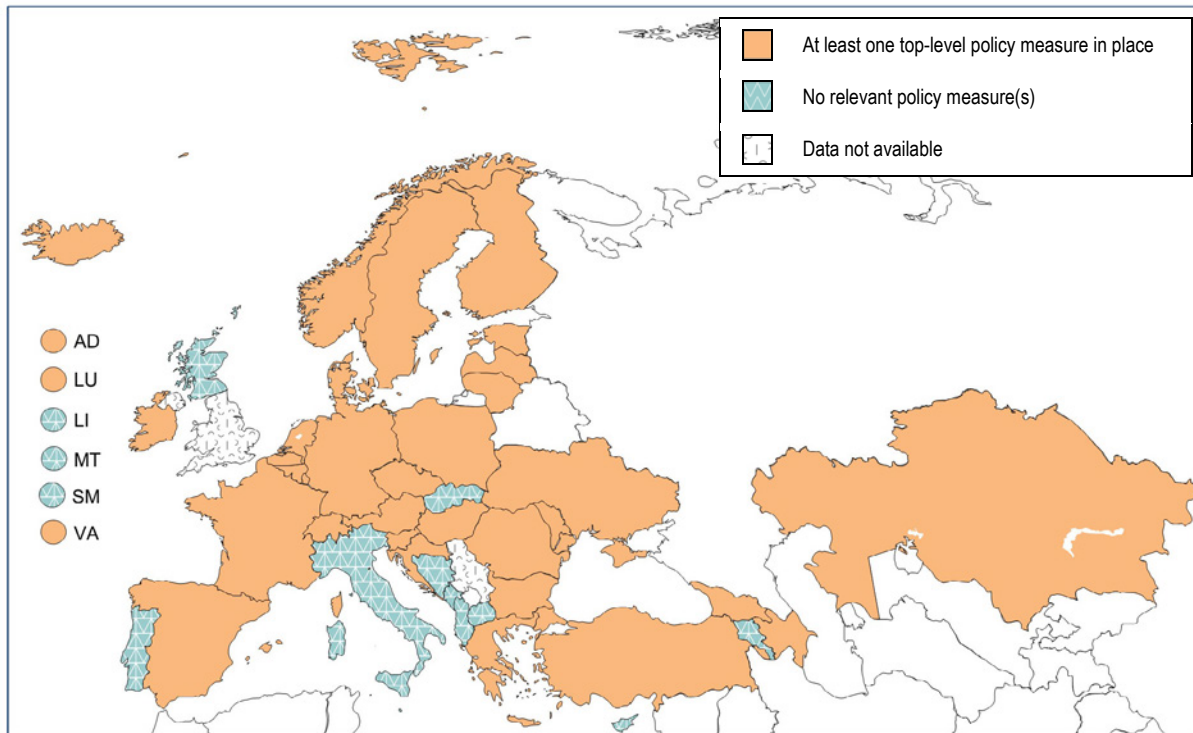 At least one top-level policy measure in place
No relevant policy measure(s)
Data not available
AD
LU
LI
MT
SM
VA